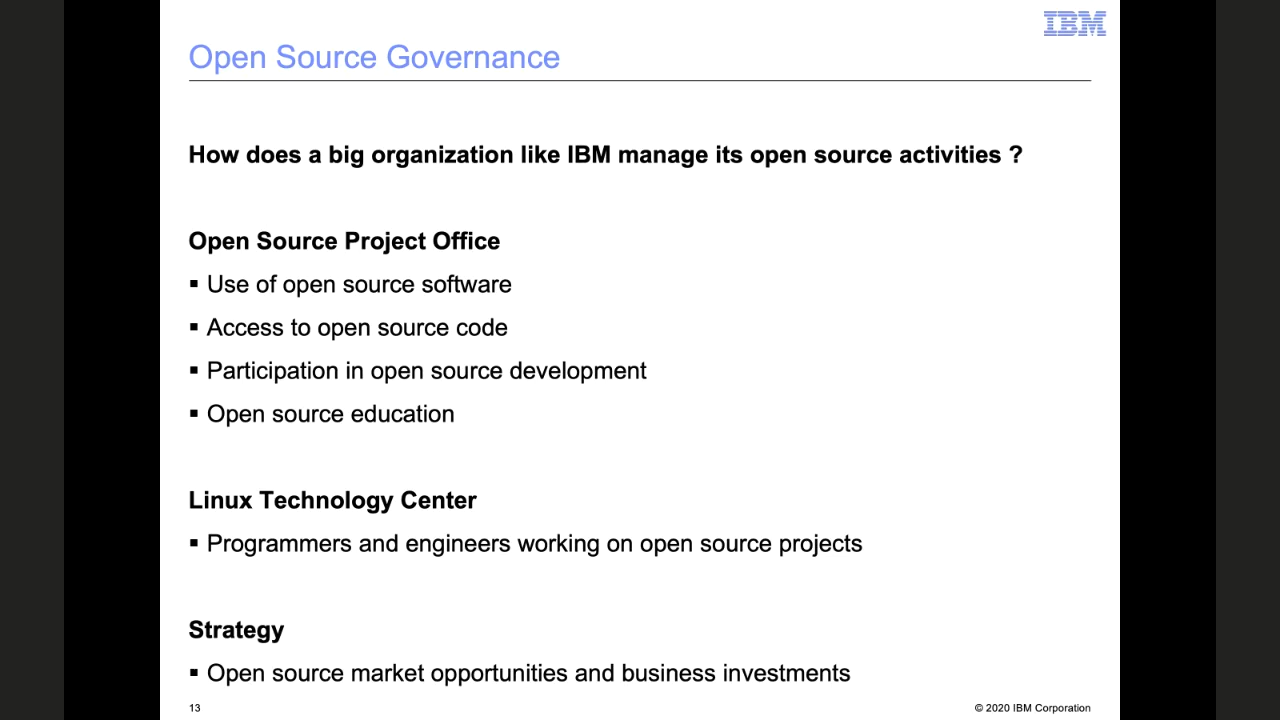 IBM
Open Source Governance
How does a big organization like IBM manage its open source activities ?
Open Source Project Office
▪ Use of open source software
▪ Access to open source code
▪ Participation in open source development
▪ Open source education
Linux Technology Center
▪ Programmers and engineers working on open source projects
Strategy
▪ Open source market opportunities and business investments
13
© 2020 IBM Corporation